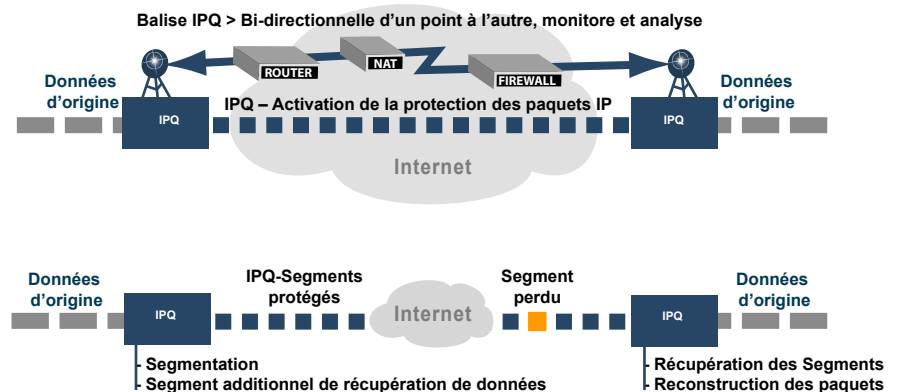 Balise IPQ > Bi-directionnelle d’un point à l’autre, monitore et analyse
ROUTER
NAT
FIREWALL
Données
d’origine
Données
d’origine
IPQ – Activation de la protection des paquets IP
IPQ
IPQ
Internet
Données
d’origine
IPQ-Segments
protégés
Segment
perdu
Données
d’origine
IPQ
Internet
IPQ
- Segmentation
- Segment additionnel de récupération de données
- Récupération des Segments
- Reconstruction des paquets